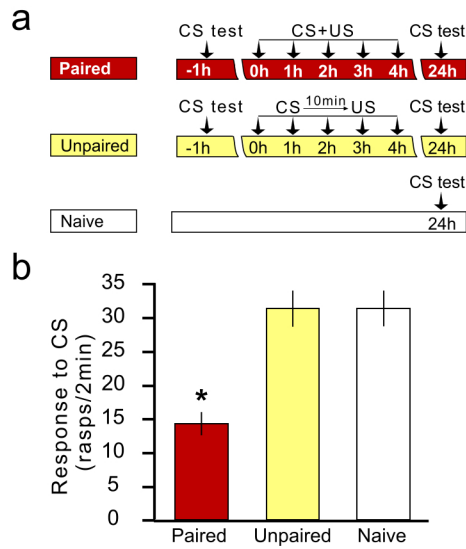 a
CS test CS+US CS test
Paired -1h 0h 1h 2h 3h 4h 24h
CS test CS 10min US CS test
Unpaired -1h 0h 1h 2h 3h 4h 24h
CS test
Naive 24h
b
Response to CS
(rasps/2min)
35
30
25
20
15
10
5
0
*
Paired Unpaired Naive